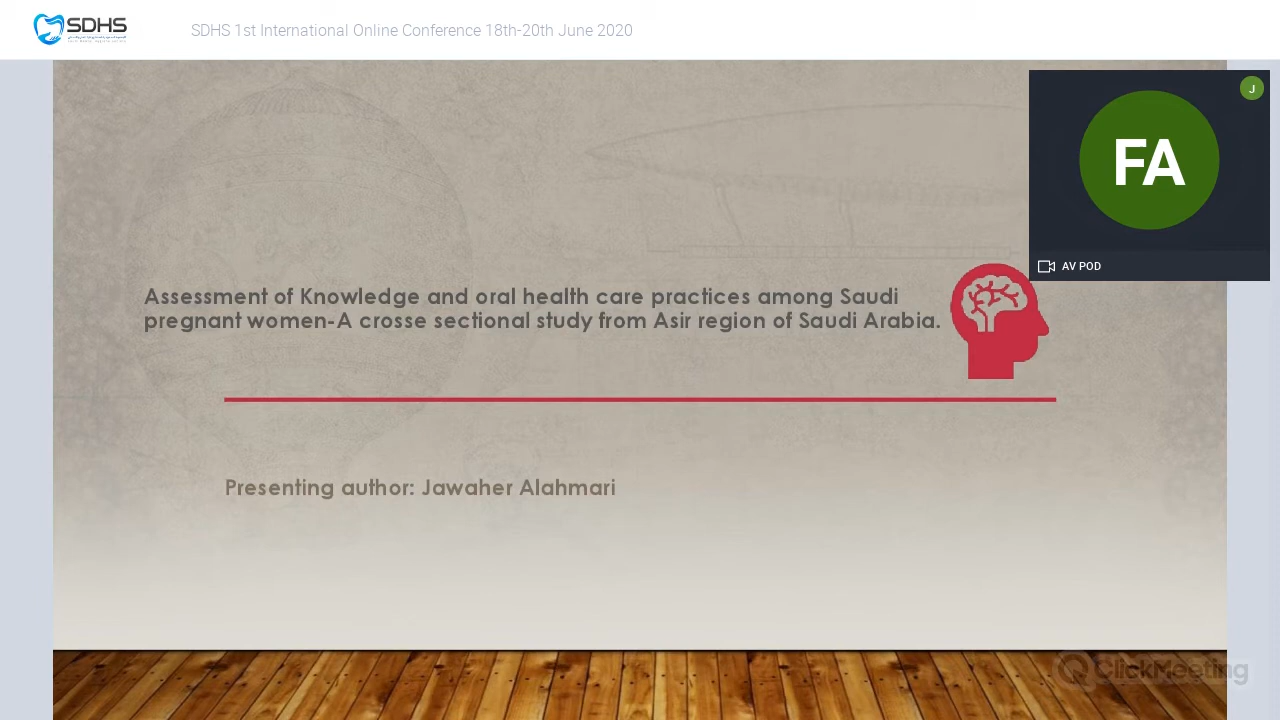 SDHS
SDHS 1st International Online Conference 18th-20th June 2020
J
FA
AV POD
Assessment of Knowledge and oral health care practices among Saudi
pregnant women-A crosse sectional study from Asir region of Saudi Arabia.
Presenting author: Jawaher Alahmari
ClickMeeting